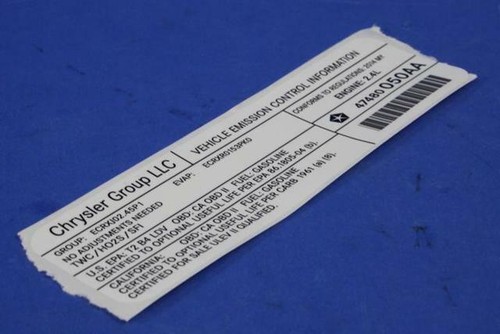 Chrysler Group LLC
VEHICLE EMISSION CONTROL INFORMATION
CONFORMS TO REGULATIONS: 2014 MY
GROUP: ECRXJ02.45P1
EVAP: ECRXR0153PK0
ENGINE: 2.4L
NO ADJUSTMENTS NEEDED
TWC / HO2S / SFI
47480050AA
U.S. EPA: T2 B4 LDV OBD: CA OBD II FUEL: GASOLINE
CERTIFIED TO OPTIONAL USEFUL LIFE PER EPA 86.1805-04 (b).
CALIFORNIA: OBD: CA OBD II FUEL: GASOLINE
CERTIFIED TO OPTIONAL USEFUL LIFE PER CARB 1961 (a) (8).
CERTIFIED FOR SALE ULEV II QUALIFIED.